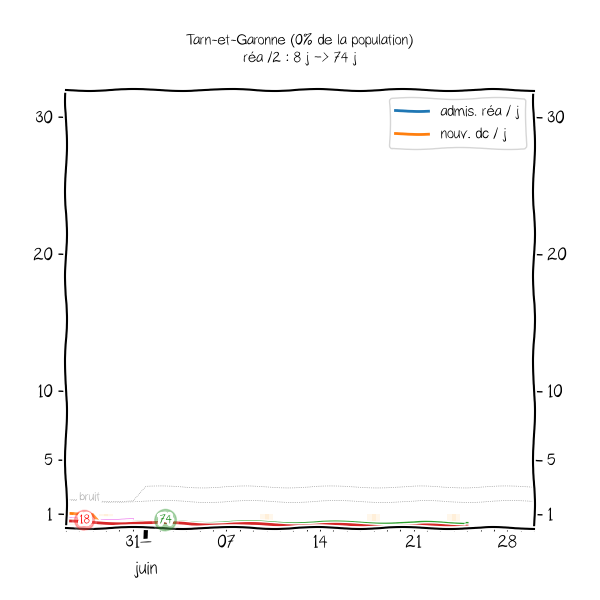 Tarn-et-Garonne (0% de la population)
réa /2 : 8 j -> 74 j
admis. réa / j
nouv. dc / j
30
30
20
20
10
10
5
5
bruit
1
18
74
1
31
07
14
21
28
juin